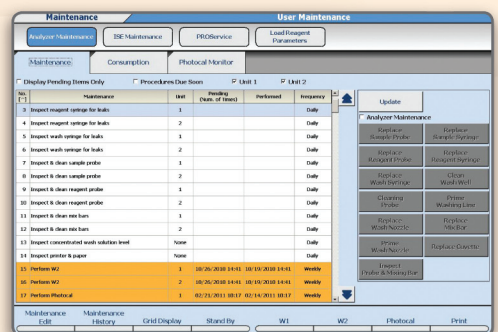 Maintenance
User Maintenance
Analyzer Maintenance
ISE Maintenance
PROService
Load Reagent
Parameters
Maintenance
Consumption
Photocal Monitor
Display Pending Items Only
Procedures Due Soon
Unit 1
Unit 2
No. Maintenance Unit Pending Performed Frequency
(Num. of Times)
3 Inspect reagent syringe for leaks 1 Daily
4 Inspect reagent syringe for leaks 2 Daily
5 Inspect wash syringe for leaks 1 Daily
6 Inspect wash syringe for leaks 2 Daily
7 Inspect & clean sample probe 1 Daily
8 Inspect & clean sample probe 2 Daily
9 Inspect & clean reagent probe 1 Daily
10 Inspect & clean reagent probe 2 Daily
11 Inspect & clean mix bars 1 Daily
12 Inspect & clean mix bars 2 Daily
13 Inspect concentrated wash solution level None Daily
14 Inspect printer & paper None Daily
15 Perform W2 1 10/26/2010 14:41 10/19/2010 14:41 Weekly
16 Perform W2 2 10/26/2010 14:41 10/19/2010 14:41 Weekly
17 Perform Photocal 1 02/21/2011 10:17 02/14/2011 10:17 Weekly
Update
Analyzer Maintenance
Replace
Sample Probe
Replace
Sample Syringe
Replace
Reagent Probe
Replace
Reagent Syringe
Replace
Wash Syringe
Clean
Wash Well
Cleaning
Probe
Prime
Washing Line
Replace
Wash Nozzle
Replace
Mix Bar
Prime
Wash Nozzle
Replace Cuvette
Inspect
Probe & Mixing Bar
Maintenance
Edit
Maintenance
History
Grid Display
Stand By
W1
W2
Photocal
Print